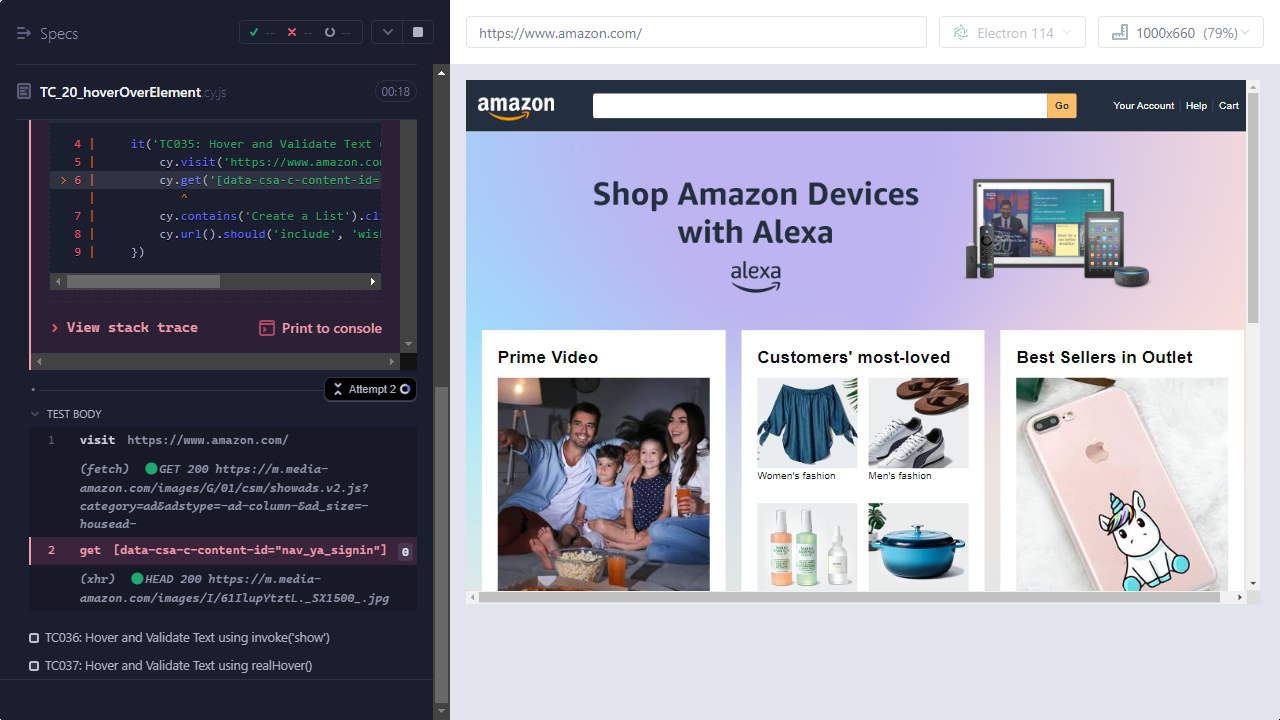 Specs
--
--
--
TC_20_hoverOverElement.cy.js
00:18
4 | it('TC035: Hover and Validate Text
5 | cy.visit('https://www.amazon.com
> 6 | cy.get('[data-csa-c-content-id=
| ^
7 | cy.contains('Create a List').cl
8 | cy.url().should('include', 'wis
9 | })
> View stack trace
Print to console
Attempt 2
TEST BODY
1 visit https://www.amazon.com/
(fetch) GET 200 https://m.media-
amazon.com/images/G/01/csm/showads.v2.js?
category=ad&adstype=-ad-column-&ad_size=-
housead-
2 get [data-csa-c-content-id="nav_ya_signin"] 0
(xhr) HEAD 200 https://m.media-
amazon.com/images/I/61IlupYtztL._SX1500_.jpg
TC036: Hover and Validate Text using invoke('show')
TC037: Hover and Validate Text using realHover()
https://www.amazon.com/
Electron 114
1000x660 (79%)
amazon
Go
Your Account | Help | Cart
Shop Amazon Devices
with Alexa
alexa
Prime Video
Customers' most-loved
Women's fashion
Men's fashion
Best Sellers in Outlet